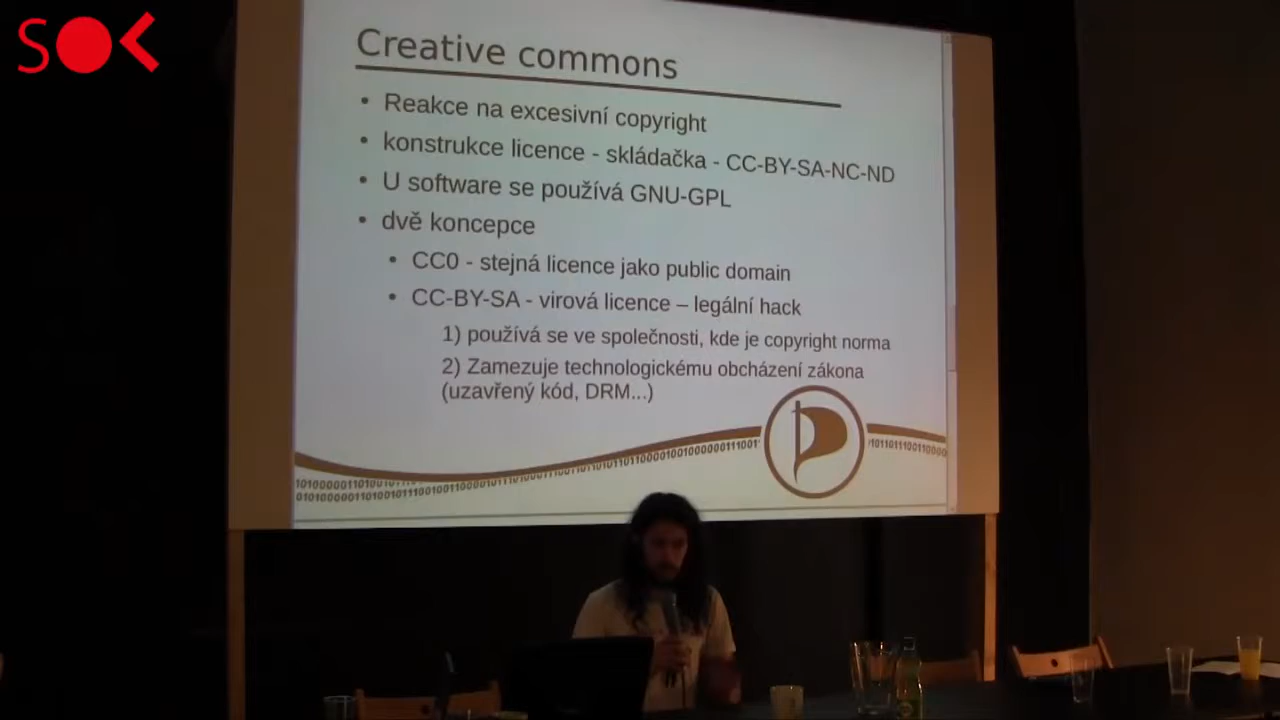 SOK
Creative commons
• Reakce na excesivní copyright
• konstrukce licence - skládačka - CC-BY-SA-NC-ND
• U software se používá GNU-GPL
• dvě koncepce
• CC0 - stejná licence jako public domain
• CC-BY-SA - virová licence – legální hack
1) používá se ve společnosti, kde je copyright norma
2) Zamezuje technologickému obcházení zákona
(uzavřený kód, DRM...)